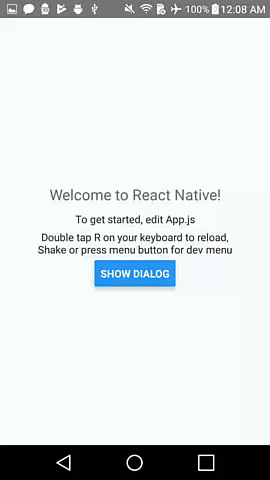 100% 12:08 AM
Welcome to React Native!
To get started, edit App.js
Double tap R on your keyboard to reload,
Shake or press menu button for dev menu
SHOW DIALOG